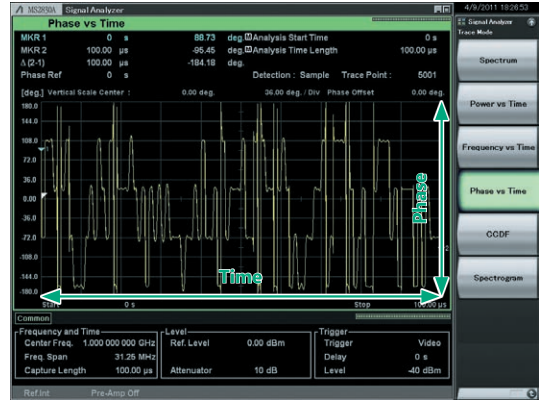 MS2830A Signal Analyzer
4/9/2011 18:26:53
Phase vs Time
MKR 1 0 s 88.73 deg. Analysis Start Time 0 s
MKR 2 100.00 µs -95.45 deg. Analysis Time Length 100.00 µs
Δ (2-1) 100.00 µs -184.18 deg.
Phase Ref 0 s Detection : Sample Trace Point : 5001
[deg.] Vertical Scale Center : 0.00 deg. 36.00 deg. / Div Phase Offset 0.00 deg.
180.0
144.0
108.0
72.0
36.0
0.00
-36.0
-72.0
-108.0
-144.0
-180.0
1
2
Phase
Time
Start 0 s Stop 100.00 µs
Common
Frequency and Time
Center Freq. 1.000 000 000 GHz
Freq. Span 31.25 MHz
Capture Length 100.00 µs
Level
Ref. Level 0.00 dBm
Attenuator 10 dB
Trigger
Trigger Video
Delay 0 s
Level -40 dBm
Ref.Int Pre-Amp Off
Signal Analyzer
Trace Mode
Spectrum
Power vs Time
Frequency vs Time
Phase vs Time
CCDF
Spectrogram